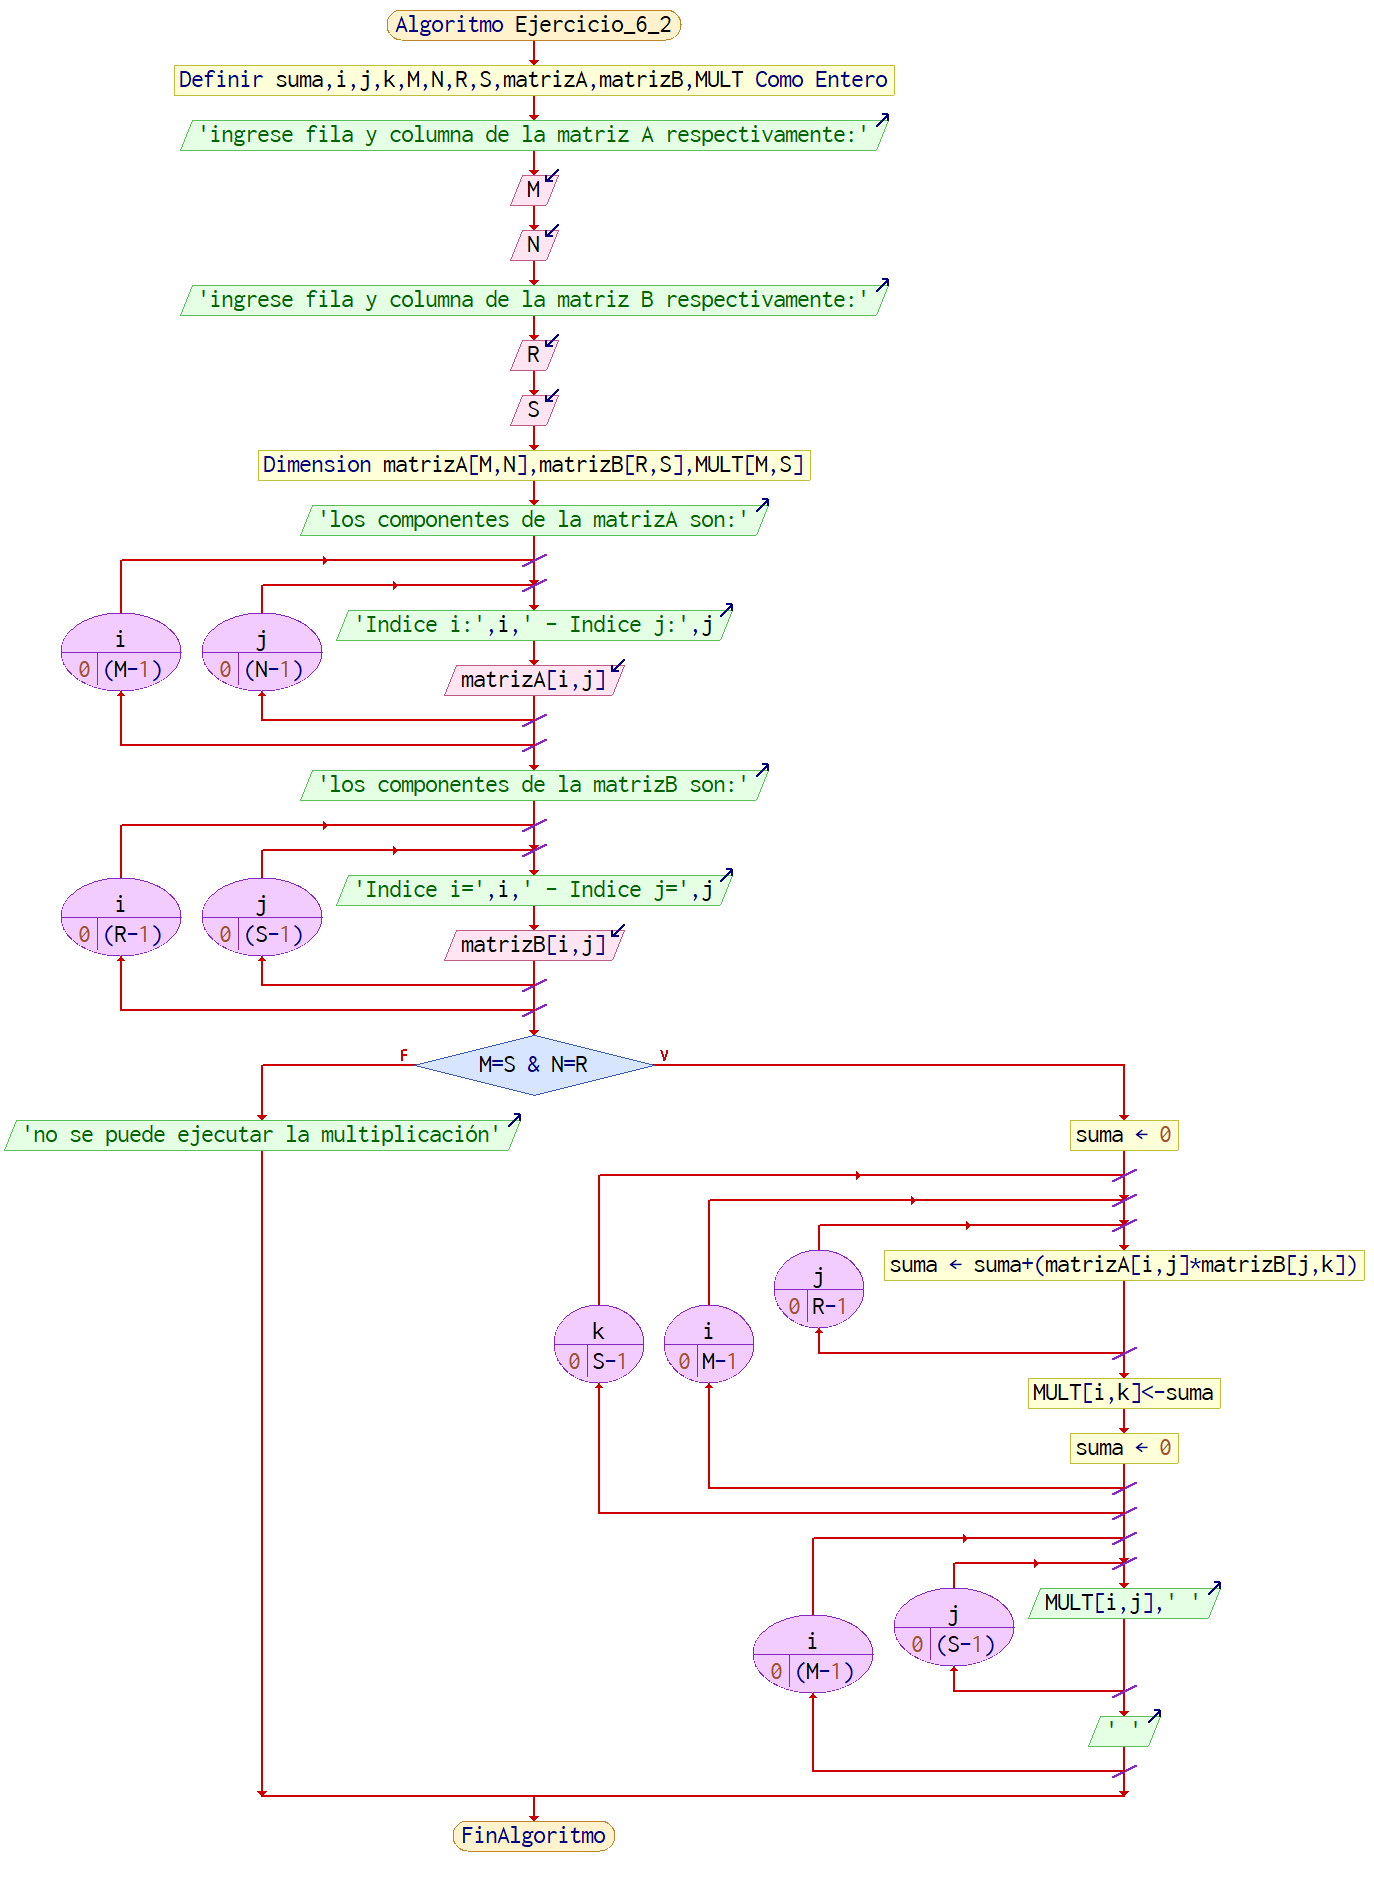 Algoritmo Ejercicio_6_2
Definir suma,i,j,k,M,N,R,S,matrizA,matrizB,MULT Como Entero
'ingrese fila y columna de la matriz A respectivamente:'
M
N
'ingrese fila y columna de la matriz B respectivamente:'
R
S
Dimension matrizA[M,N],matrizB[R,S],MULT[M,S]
'los componentes de la matrizA son:'
i
0 (M-1)
j
0 (N-1)
'Indice i:',i,' - Indice j:',j
matrizA[i,j]
'los componentes de la matrizB son:'
i
0 (R-1)
j
0 (S-1)
'Indice i=',i,' - Indice j=',j
matrizB[i,j]
M=S & N=R
F
V
'no se puede ejecutar la multiplicación'
suma ← 0
k
0 S-1
i
0 M-1
j
0 R-1
suma ← suma+(matrizA[i,j]*matrizB[j,k])
MULT[i,k]<-suma
suma ← 0
i
0 (M-1)
j
0 (S-1)
MULT[i,j],' '
' '
FinAlgoritmo